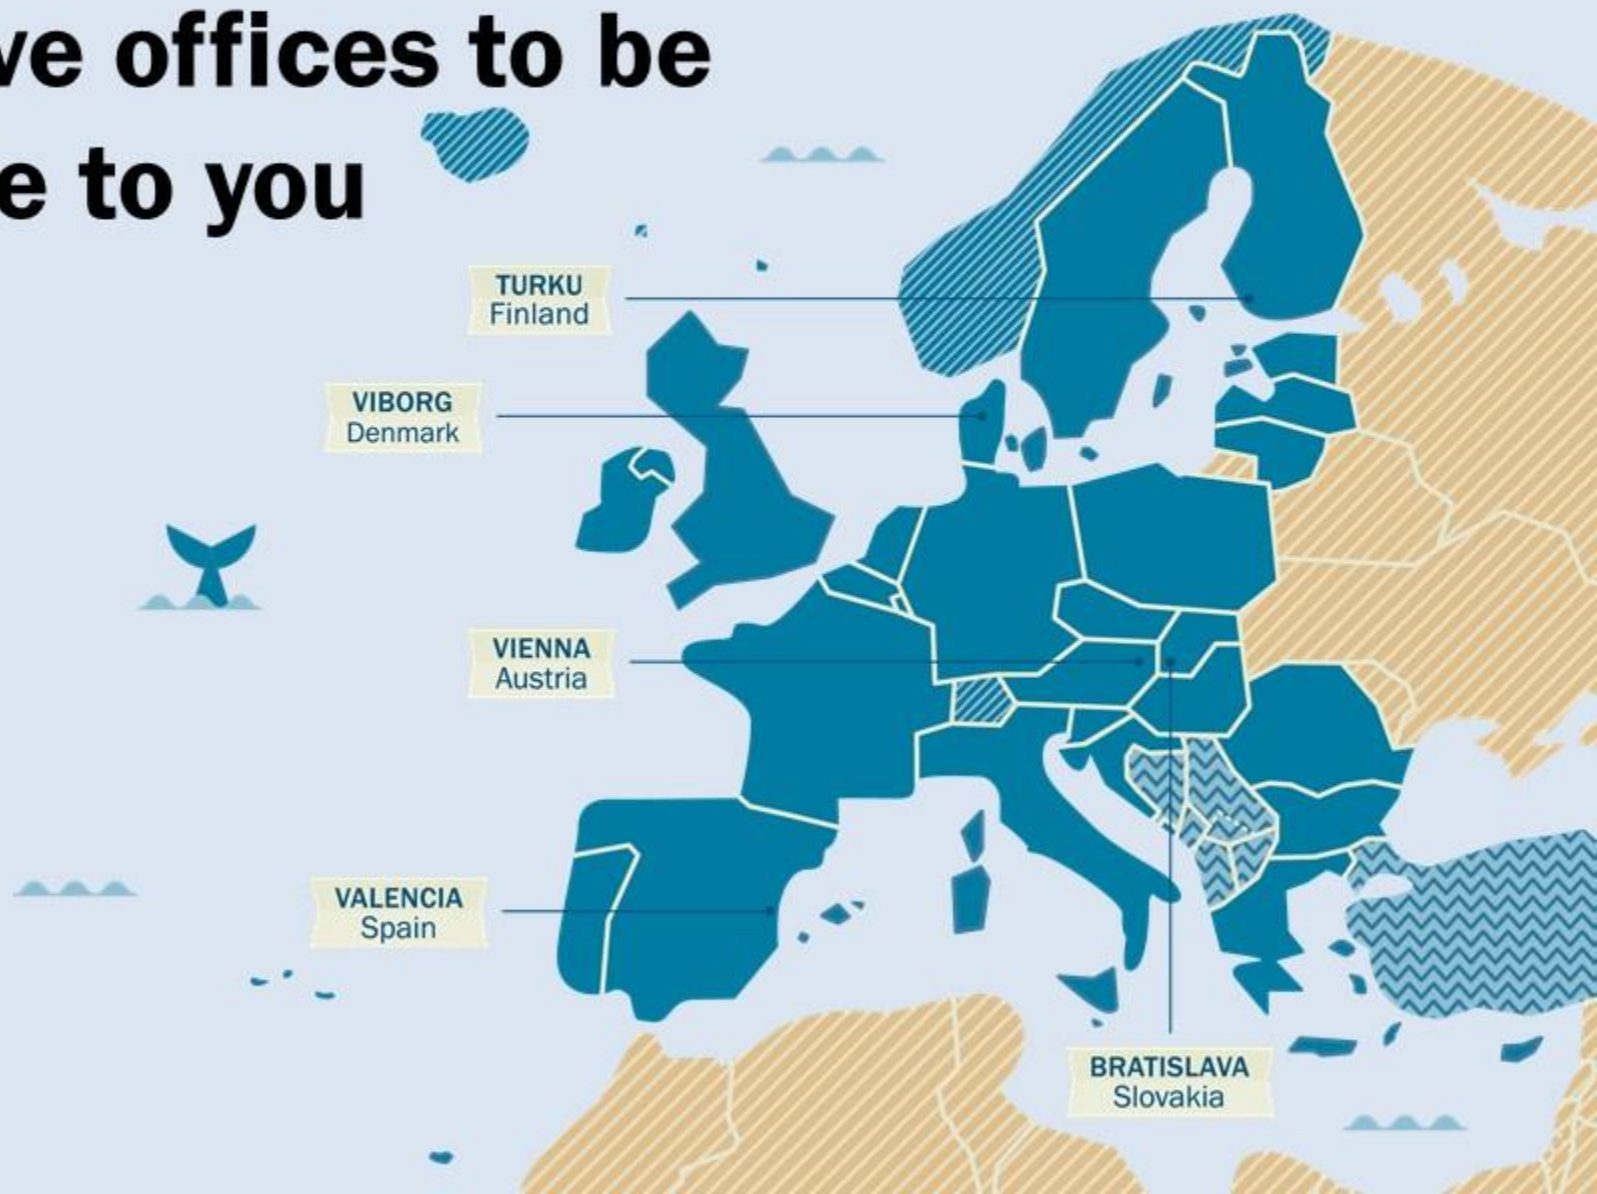 ve offices to be
e to you
TURKU
Finland
VIBORG
Denmark
VIENNA
Austria
VALENCIA
Spain
BRATISLAVA
Slovakia